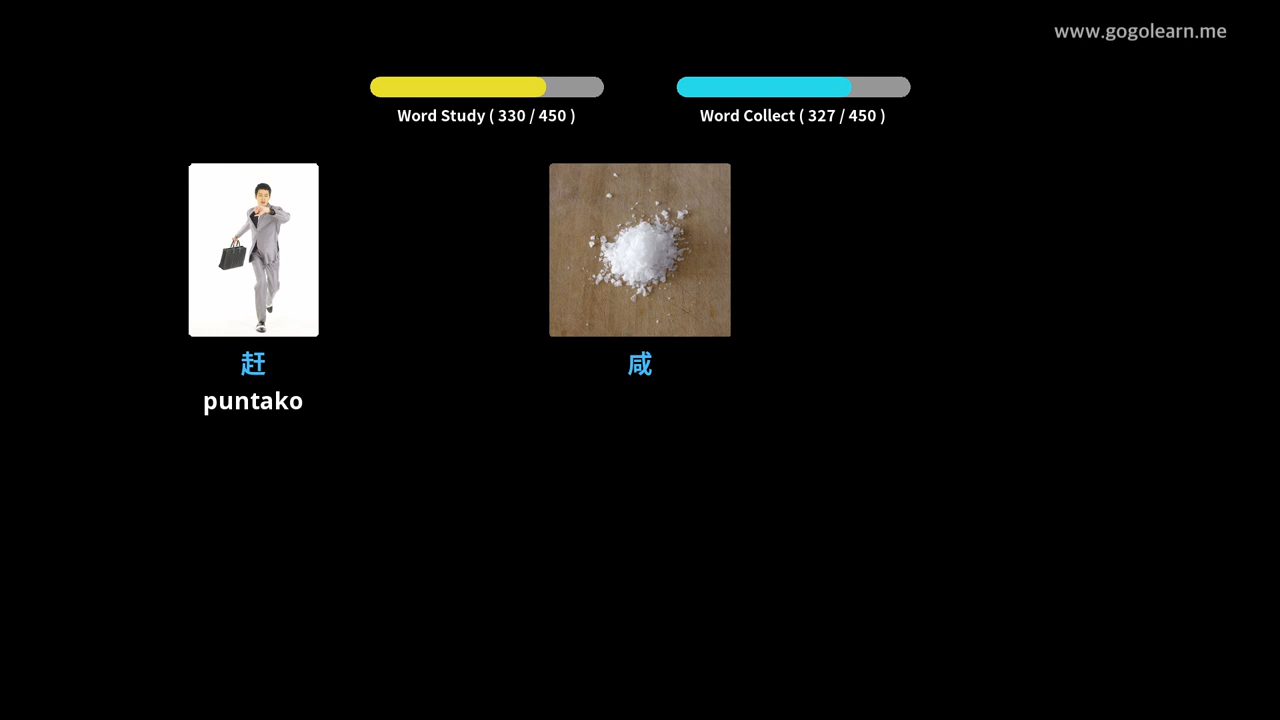 www.gogolearn.me
Word Study ( 330 / 450 )
Word Collect ( 327 / 450 )
赶
puntako
咸